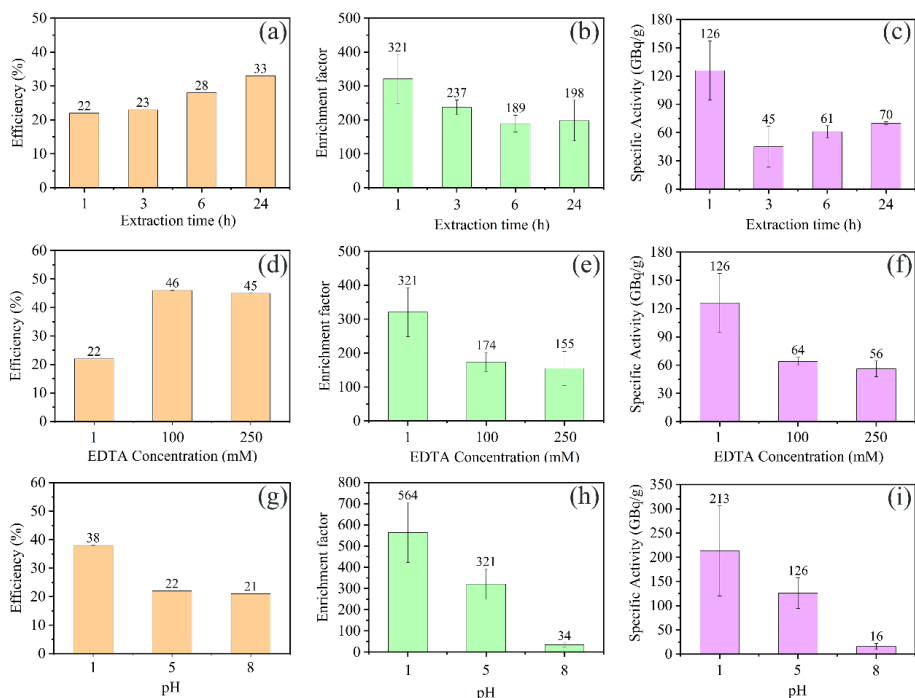 (a)
Efficiency (%)
50
40
30
20
10
0
22
23
28
33
1 3 6 24
Extraction time (h)
(b)
Enrichment factor
500
400
300
200
100
0
321
237
189
198
1 3 6 24
Extraction time (h)
(c)
Specific Activity (GBq/g)
180
150
120
90
60
30
0
126
45
61
70
1 3 6 24
Extraction time (h)
(d)
Efficiency (%)
60
50
40
30
20
10
0
22
46
45
1 100 250
EDTA Concentration (mM)
(e)
Enrichment factor
500
400
300
200
100
0
321
174
155
1 100 250
EDTA Concentration (mM)
(f)
Specific Activity (GBq/g)
180
150
120
90
60
30
0
126
64
56
1 100 250
EDTA Concentration (mM)
(g)
Efficiency (%)
60
50
40
30
20
10
0
38
22
21
1 5 8
pH
(h)
Enrichment factor
800
700
600
500
400
300
200
100
0
564
321
34
1 5 8
pH
(i)
Specific Activity (GBq/g)
350
300
250
200
150
100
50
0
213
126
16
1 5 8
pH